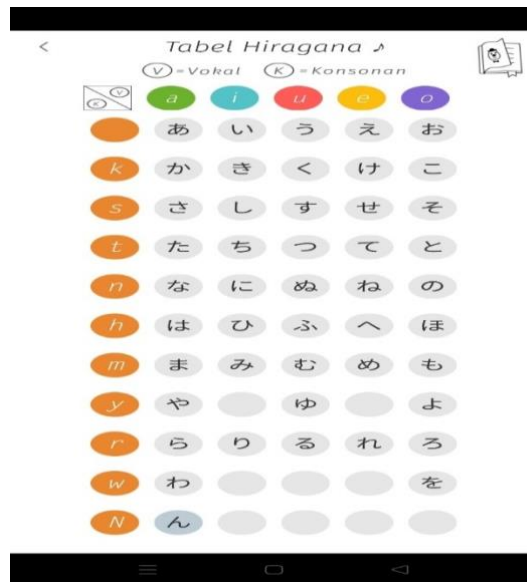 < Tabel Hiragana ♪
V = Vokal K = Konsonan
K V a i u e o
あ い う え お
k か き く け こ
s さ し す せ そ
t た ち つ て と
n な に ぬ ね の
h は ひ ふ へ ほ
m ま み む め も
y や ゆ よ
r ら り る れ ろ
w わ を
N ん